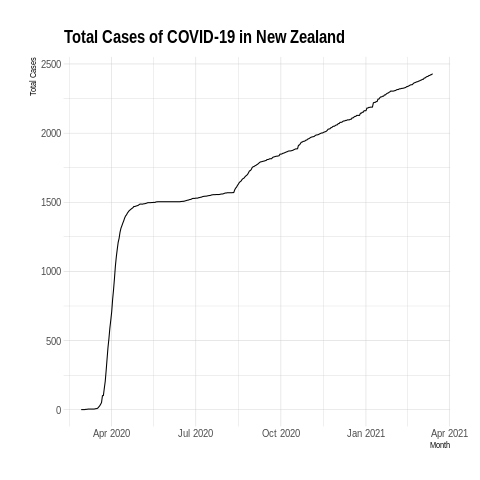 Total Cases of COVID-19 in New Zealand
Total Cases
2500
2000
1500
1000
500
0
Apr 2020 Jul 2020 Oct 2020 Jan 2021 Apr 2021
Month